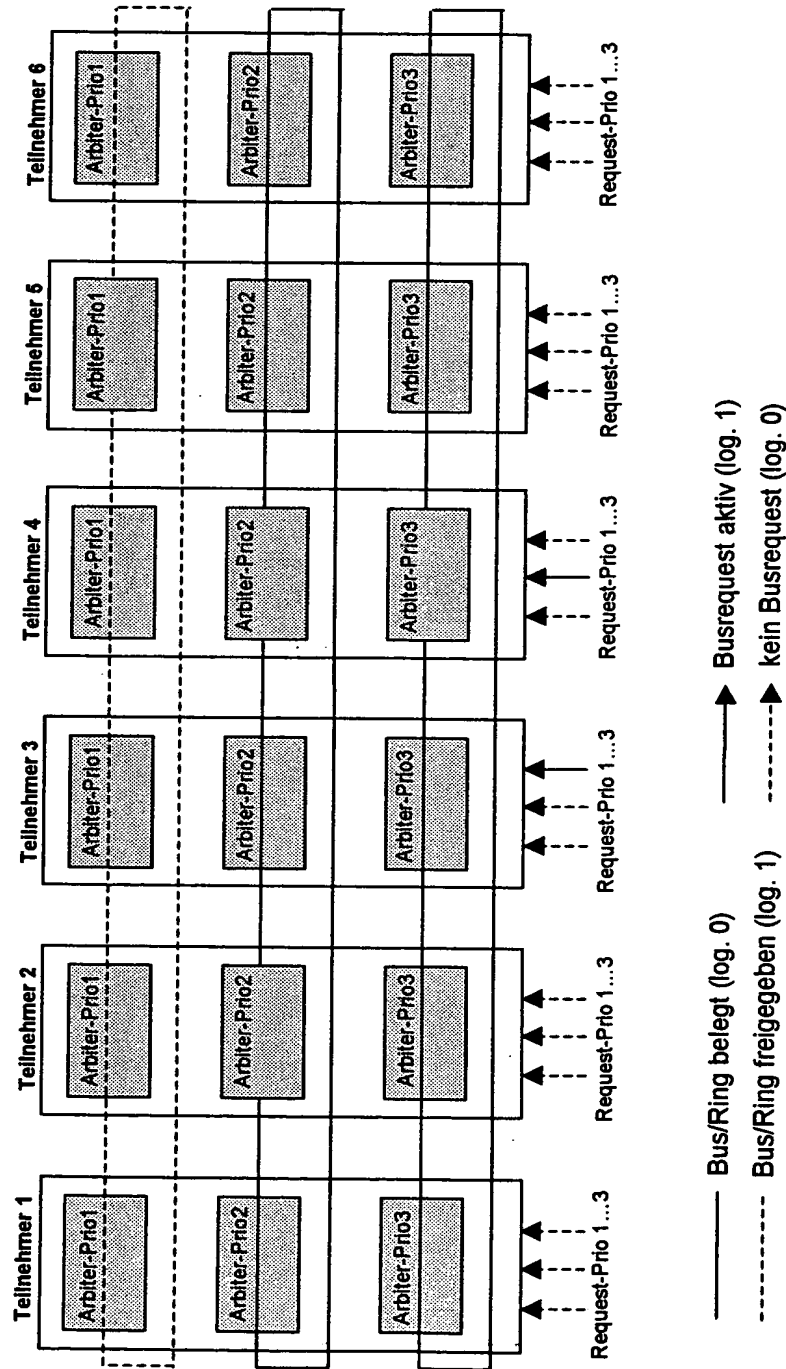 Teilnehmer 1
Arbiter-Prio1
Arbiter-Prio2
Arbiter-Prio3
Request-Prio 1...3
Teilnehmer 2
Arbiter-Prio1
Arbiter-Prio2
Arbiter-Prio3
Request-Prio 1...3
Teilnehmer 3
Arbiter-Prio1
Arbiter-Prio2
Arbiter-Prio3
Request-Prio 1...3
Teilnehmer 4
Arbiter-Prio1
Arbiter-Prio2
Arbiter-Prio3
Request-Prio 1...3
Teilnehmer 5
Arbiter-Prio1
Arbiter-Prio2
Arbiter-Prio3
Request-Prio 1...3
Teilnehmer 6
Arbiter-Prio1
Arbiter-Prio2
Arbiter-Prio3
Request-Prio 1...3
Bus/Ring belegt (log. 0)
Bus/Ring freigegeben (log. 1)
Busrequest aktiv (log. 1)
kein Busrequest (log. 0)